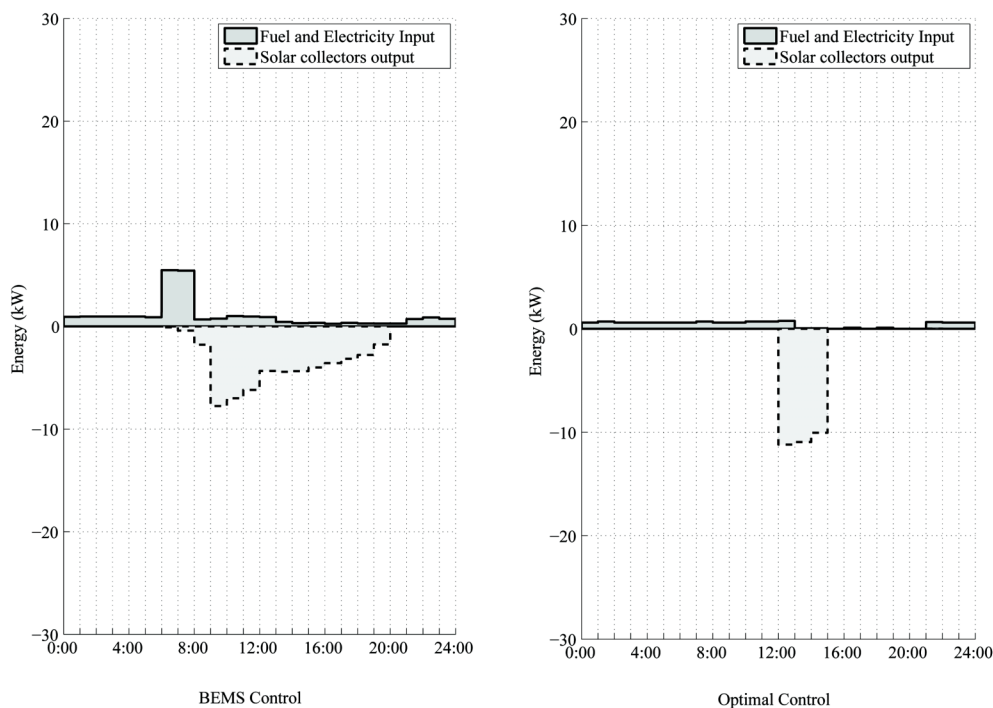 30
20
10
0
−10
−20
−30
Energy (kW)
Fuel and Electricity Input
Solar collectors output
0:00 4:00 8:00 12:00 16:00 20:00 24:00
BEMS Control
30
20
10
0
−10
−20
−30
Energy (kW)
Fuel and Electricity Input
Solar collectors output
0:00 4:00 8:00 12:00 16:00 20:00 24:00
Optimal Control